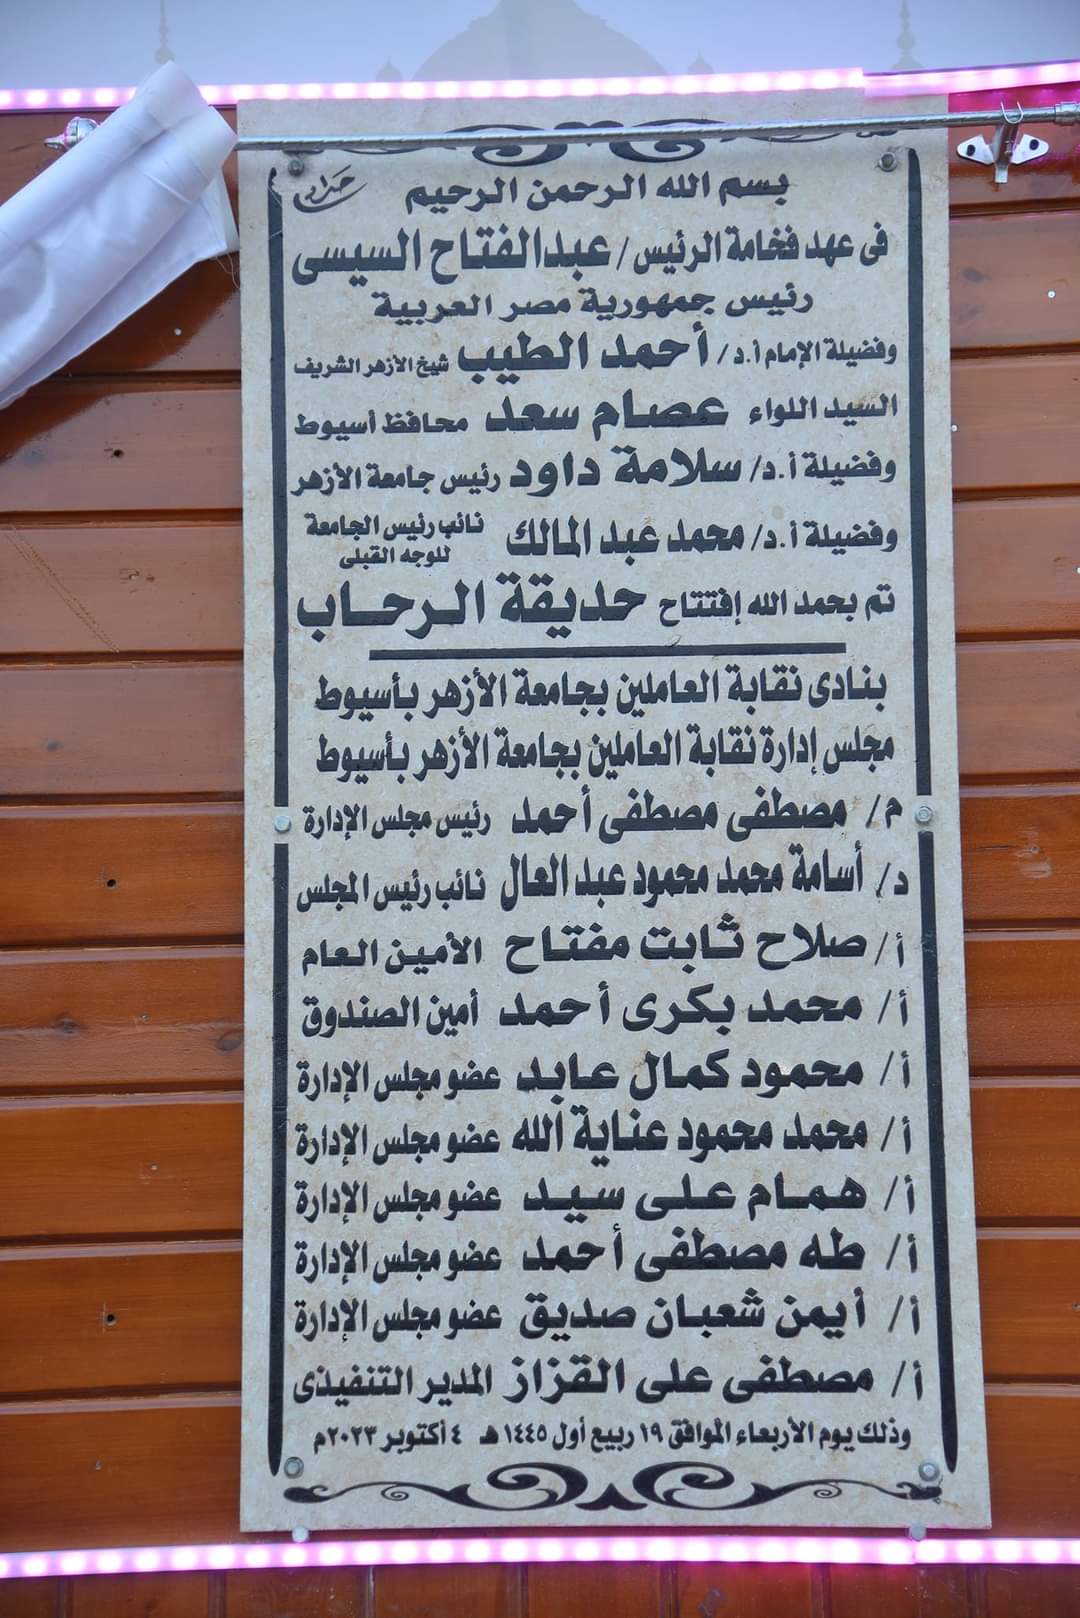 بسم الله الرحمن الرحيم
حداد
فى عهد فخامة الرئيس / عبدالفتاح السيسى
رئيس جمهورية مصر العربية
وفضيلة الإمام أ.د/ أحمد الطيب شيخ الأزهر الشريف
السيد اللواء عصام سعد محافظ أسيوط
وفضيلة أ.د/ سلامة داود رئيس جامعة الأزهر
وفضيلة أ.د/ محمد عبد المالك نائب رئيس الجامعة
للوجه القبلى
تم بحمد الله إفتتاح حديقة الرحاب
بنادى نقابة العاملين بجامعة الأزهر بأسيوط
مجلس إدارة نقابة العاملين بجامعة الأزهر بأسيوط
م/ مصطفى مصطفى أحمد رئيس مجلس الإدارة
د/ أسامة محمد محمود عبد العال نائب رئيس المجلس
أ/ صلاح ثابت مفتاح الأمين العام
أ/ محمد بكرى أحمد أمين الصندوق
أ/ محمود كمال عابد عضو مجلس الإدارة
أ/ محمد محمود عناية الله عضو مجلس الإدارة
أ/ همام على سيد عضو مجلس الإدارة
أ/ طه مصطفى أحمد عضو مجلس الإدارة
أ/ أيمن شعبان صديق عضو مجلس الإدارة
أ/ مصطفى على القزاز المدير التنفيذى
وذلك يوم الأربعاء الموافق ١٩ ربيع أول ١٤٤٥ هـ ٤ أكتوبر ٢٠٢٣م